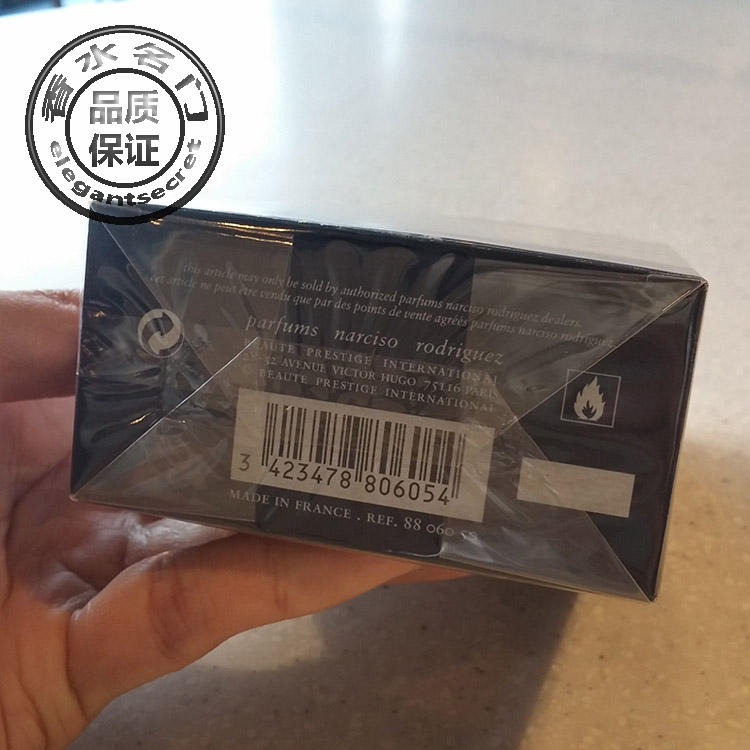 香水名门
品质
保证
elegantsecret
this article may only be sold by authorized parfums narciso rodriguez dealers.
cet article ne peut être vendu que par des points de vente agréés parfums narciso rodriguez
parfums narciso rodriguez
BEAUTE PRESTIGE INTERNATIONAL
28-32 AVENUE VICTOR HUGO 75116 PARIS
BEAUTE PRESTIGE INTERNATIONAL
3 423478 806054
MADE IN FRANCE . REF. 88 060